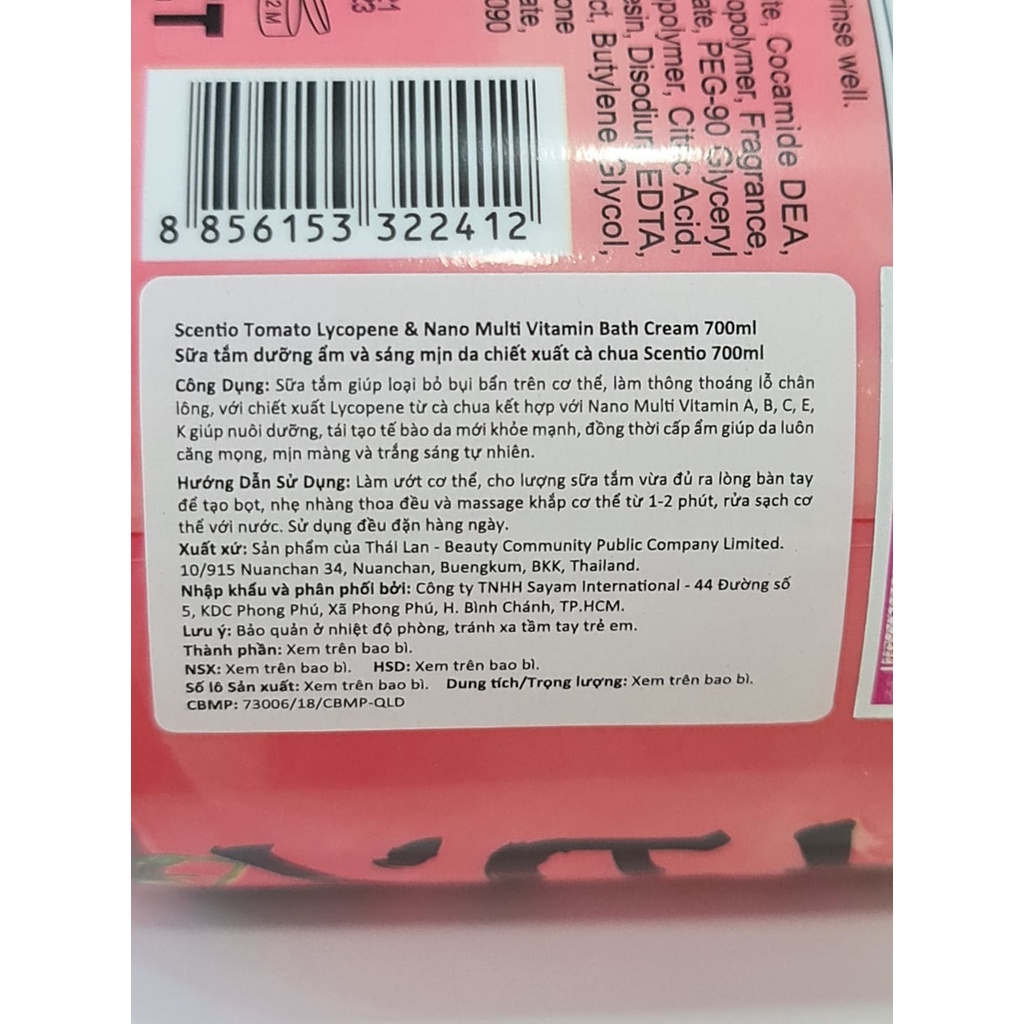 rinse well.
Cocamide DEA,
opolymer, Fragrance,
PEG-90 Glyceryl
Citric Acid,
Disodium EDTA,
Butylene Glycol,
090
12M
8 856153 322412
Scentio Tomato Lycopene & Nano Multi Vitamin Bath Cream 700ml
Sữa tắm dưỡng ẩm và sáng mịn da chiết xuất cà chua Scentio 700ml
Công Dụng: Sữa tắm giúp loại bỏ bụi bẩn trên cơ thể, làm thông thoáng lỗ chân
lông, với chiết xuất Lycopene từ cà chua kết hợp với Nano Multi Vitamin A, B, C, E,
K giúp nuôi dưỡng, tái tạo tế bào da mới khỏe mạnh, đồng thời cấp ẩm giúp da luôn
căng mọng, mịn màng và trắng sáng tự nhiên.
Hướng Dẫn Sử Dụng: Làm ướt cơ thể, cho lượng sữa tắm vừa đủ ra lòng bàn tay
để tạo bọt, nhẹ nhàng thoa đều và massage khắp cơ thể từ 1-2 phút, rửa sạch cơ
thể với nước. Sử dụng đều đặn hàng ngày.
Xuất xứ: Sản phẩm của Thái Lan - Beauty Community Public Company Limited.
10/915 Nuanchan 34, Nuanchan, Buengkum, BKK, Thailand.
Nhập khẩu và phân phối bởi: Công ty TNHH Sayam International - 44 Đường số
5, KDC Phong Phú, Xã Phong Phú, H. Bình Chánh, TP.HCM.
Lưu ý: Bảo quản ở nhiệt độ phòng, tránh xa tầm tay trẻ em.
Thành phần: Xem trên bao bì.
NSX: Xem trên bao bì. HSD: Xem trên bao bì.
Số lô Sản xuất: Xem trên bao bì. Dung tích/Trọng lượng: Xem trên bao bì.
CBMP: 73006/18/CBMP-QLD